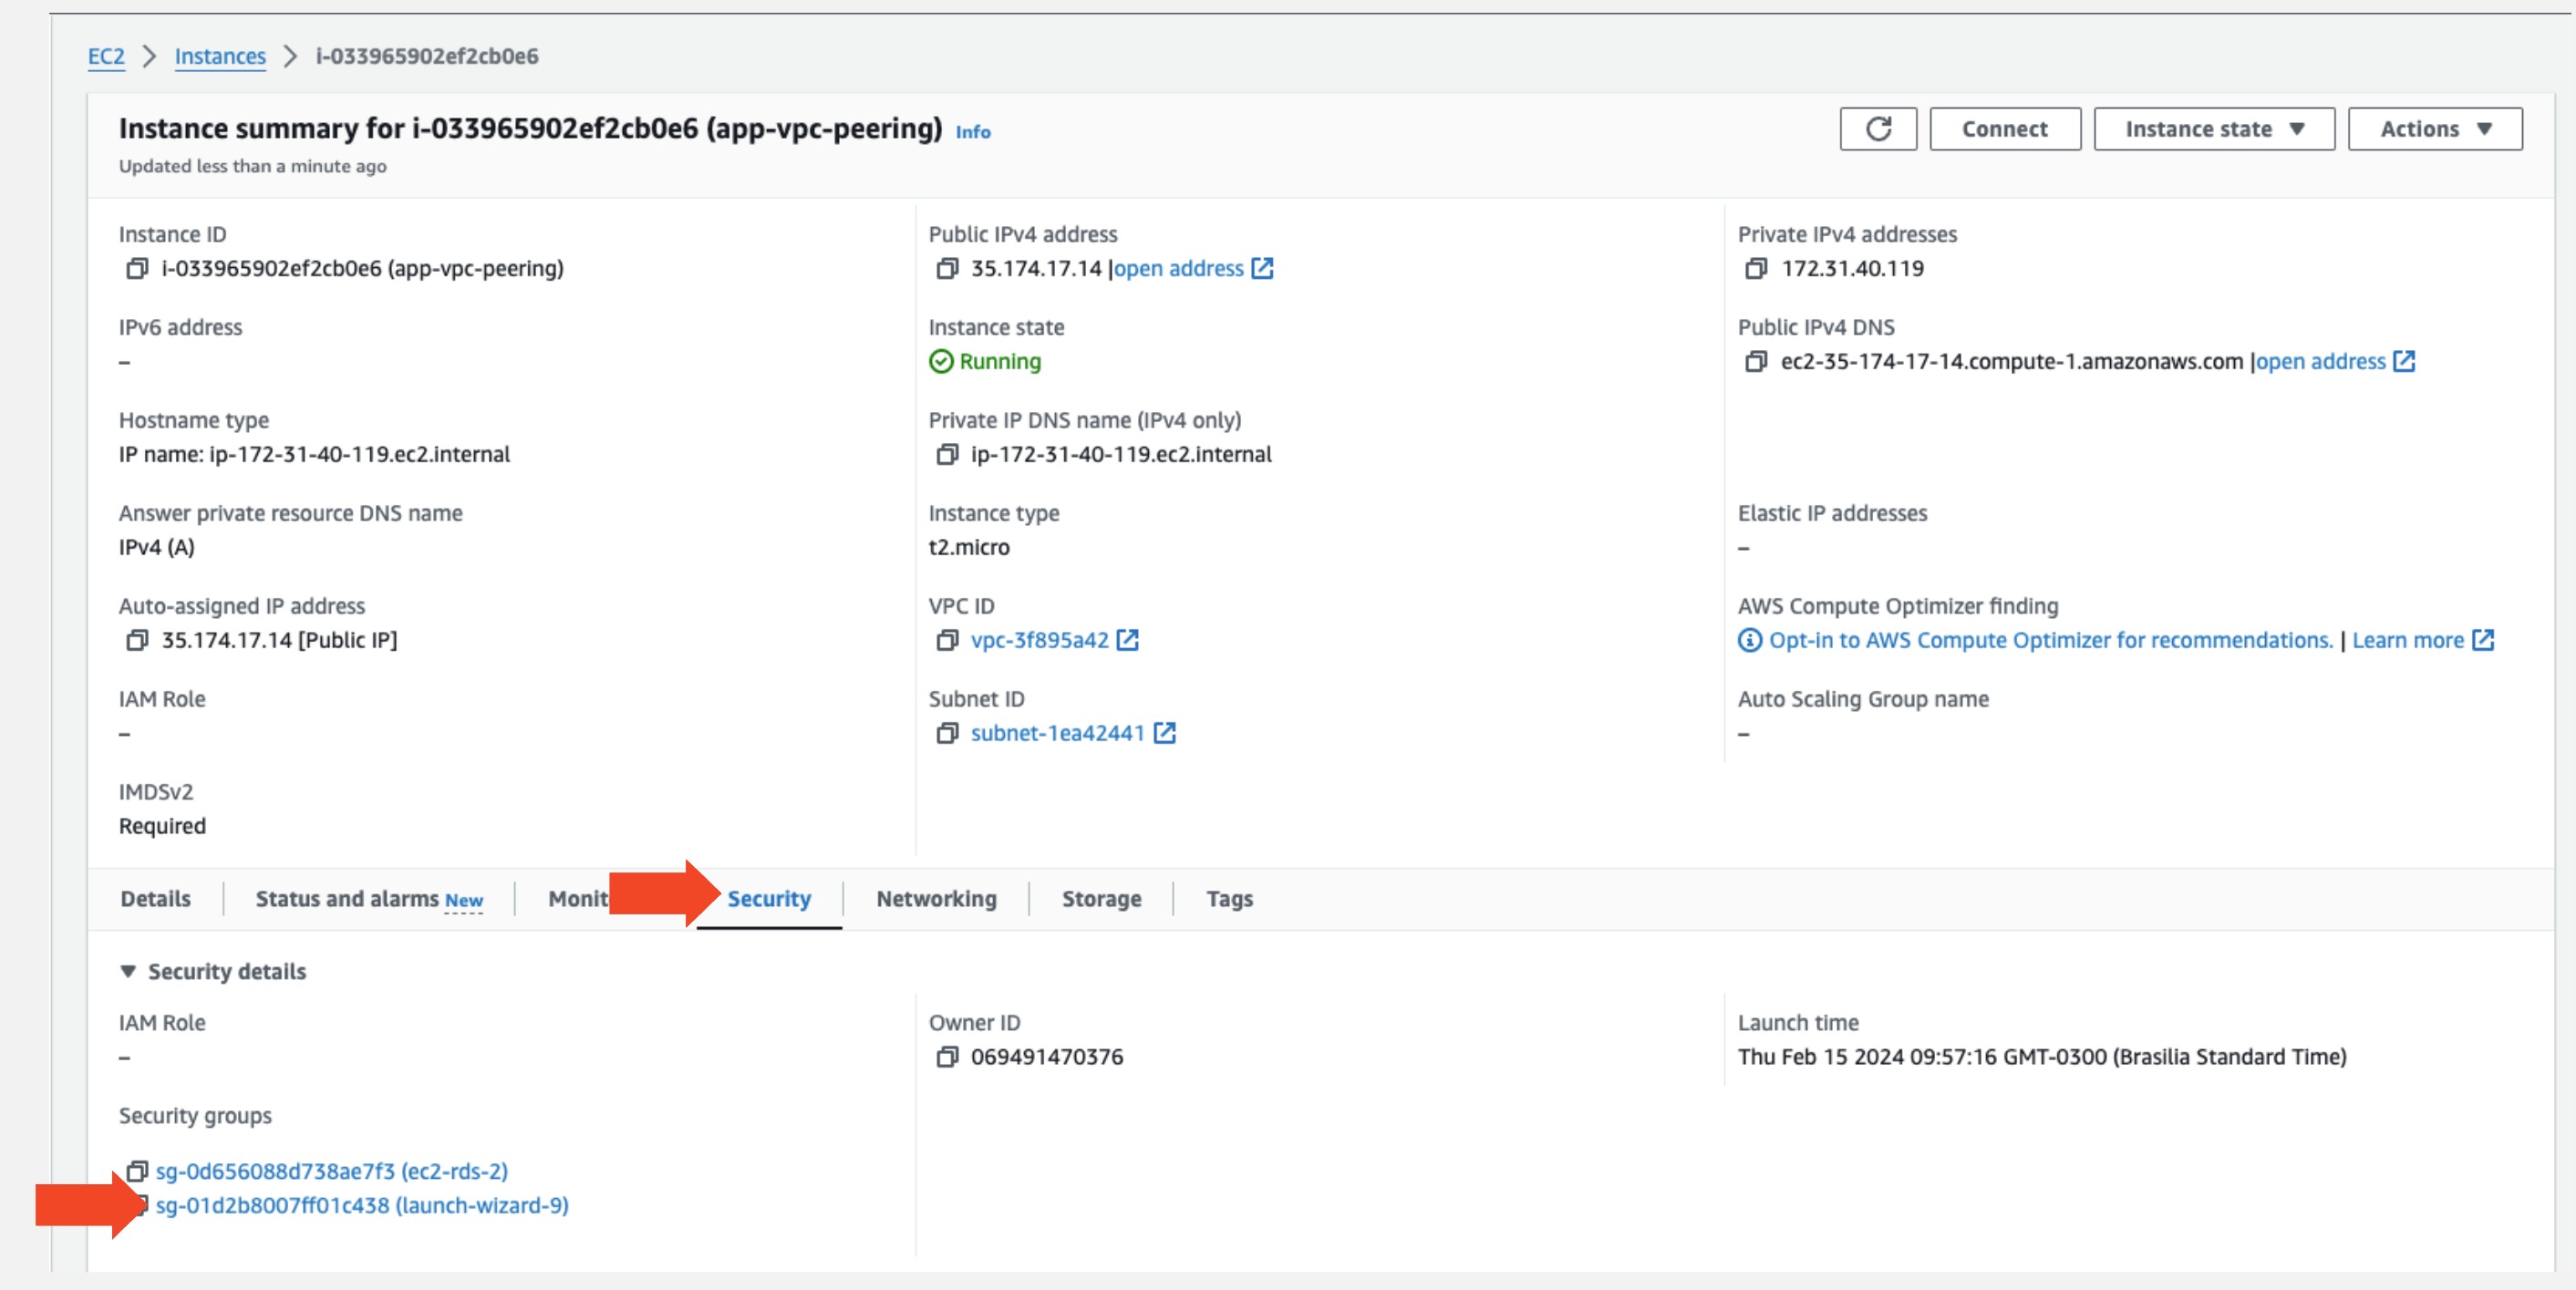 EC2 > Instances > i-033965902ef2cb0e6
Instance summary for i-033965902ef2cb0e6 (app-vpc-peering) Info
Updated less than a minute ago
Connect
Instance state
Actions
Instance ID
i-033965902ef2cb0e6 (app-vpc-peering)
Public IPv4 address
35.174.17.14 |open address
Private IPv4 addresses
172.31.40.119
IPv6 address
–
Instance state
Running
Public IPv4 DNS
ec2-35-174-17-14.compute-1.amazonaws.com |open address
Hostname type
IP name: ip-172-31-40-119.ec2.internal
Private IP DNS name (IPv4 only)
ip-172-31-40-119.ec2.internal
Answer private resource DNS name
IPv4 (A)
Instance type
t2.micro
Elastic IP addresses
–
Auto-assigned IP address
35.174.17.14 [Public IP]
VPC ID
vpc-3f895a42
AWS Compute Optimizer finding
Opt-in to AWS Compute Optimizer for recommendations. | Learn more
IAM Role
–
Subnet ID
subnet-1ea42441
Auto Scaling Group name
–
IMDSv2
Required
Details
Status and alarms New
Monit
Security
Networking
Storage
Tags
Security details
IAM Role
–
Owner ID
069491470376
Launch time
Thu Feb 15 2024 09:57:16 GMT-0300 (Brasilia Standard Time)
Security groups
sg-0d656088d738ae7f3 (ec2-rds-2)
sg-01d2b8007ff01c438 (launch-wizard-9)